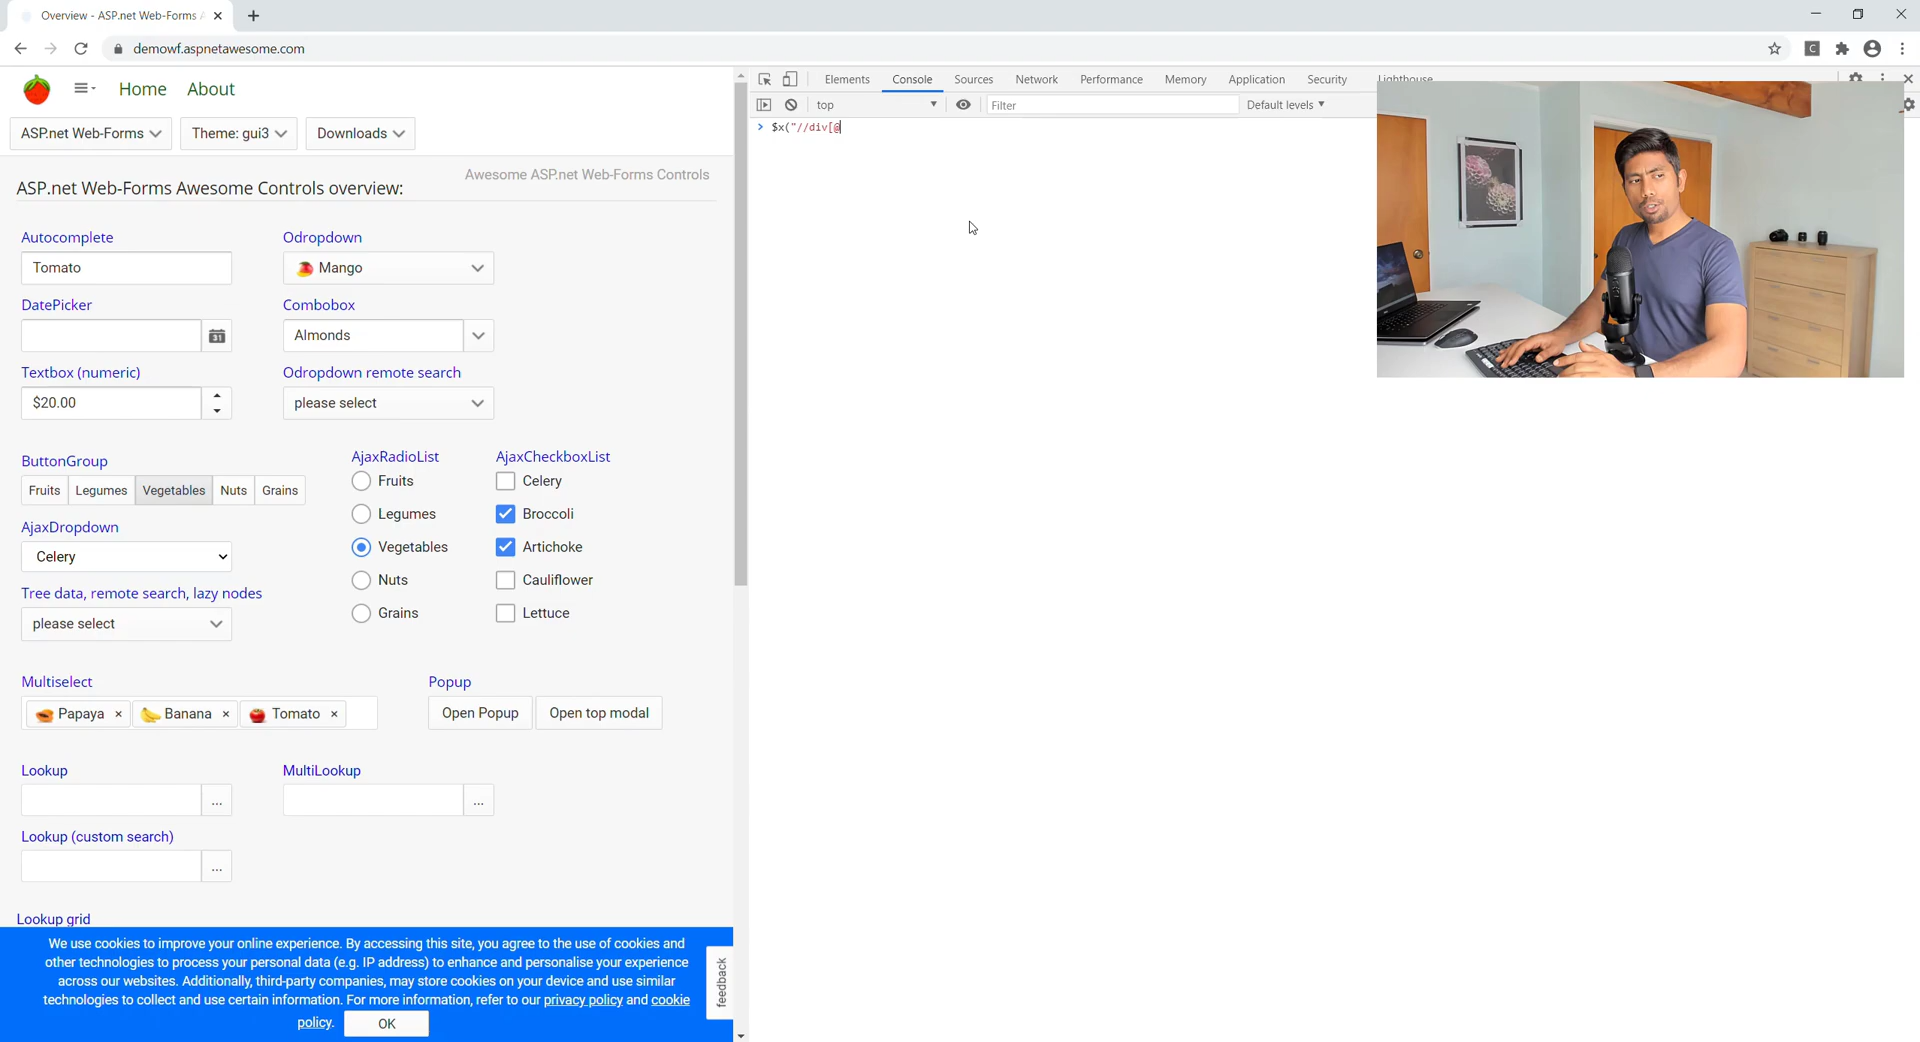 Overview - ASP.net Web-Forms
demowf.aspnetawesome.com
Home About
ASP.net Web-Forms Theme: gui3 Downloads
Awesome ASP.net Web-Forms Controls
ASP.net Web-Forms Awesome Controls overview:
Autocomplete Odropdown
Tomato Mango
DatePicker Combobox
31 Almonds
Textbox (numeric) Odropdown remote search
$20.00 please select
ButtonGroup AjaxRadioList AjaxCheckboxList
Fruits Legumes Vegetables Nuts Grains
Fruits Celery
Legumes Broccoli
AjaxDropdown
Vegetables Artichoke
Celery
Nuts Cauliflower
Tree data, remote search, lazy nodes
Grains Lettuce
please select
Multiselect Popup
Papaya × Banana × Tomato × Open Popup Open top modal
Lookup MultiLookup
... ...
Lookup (custom search)
...
Lookup grid
We use cookies to improve your online experience. By accessing this site, you agree to the use of cookies and
other technologies to process your personal data (e.g. IP address) to enhance and personalise your experience
across our websites. Additionally, third-party companies, may store cookies on your device and use similar
technologies to collect and use certain information. For more information, refer to our privacy policy and cookie
policy. OK
feedback
Elements Console Sources Network Performance Memory Application Security Lighthouse
top Filter Default levels
> $x("//div[@